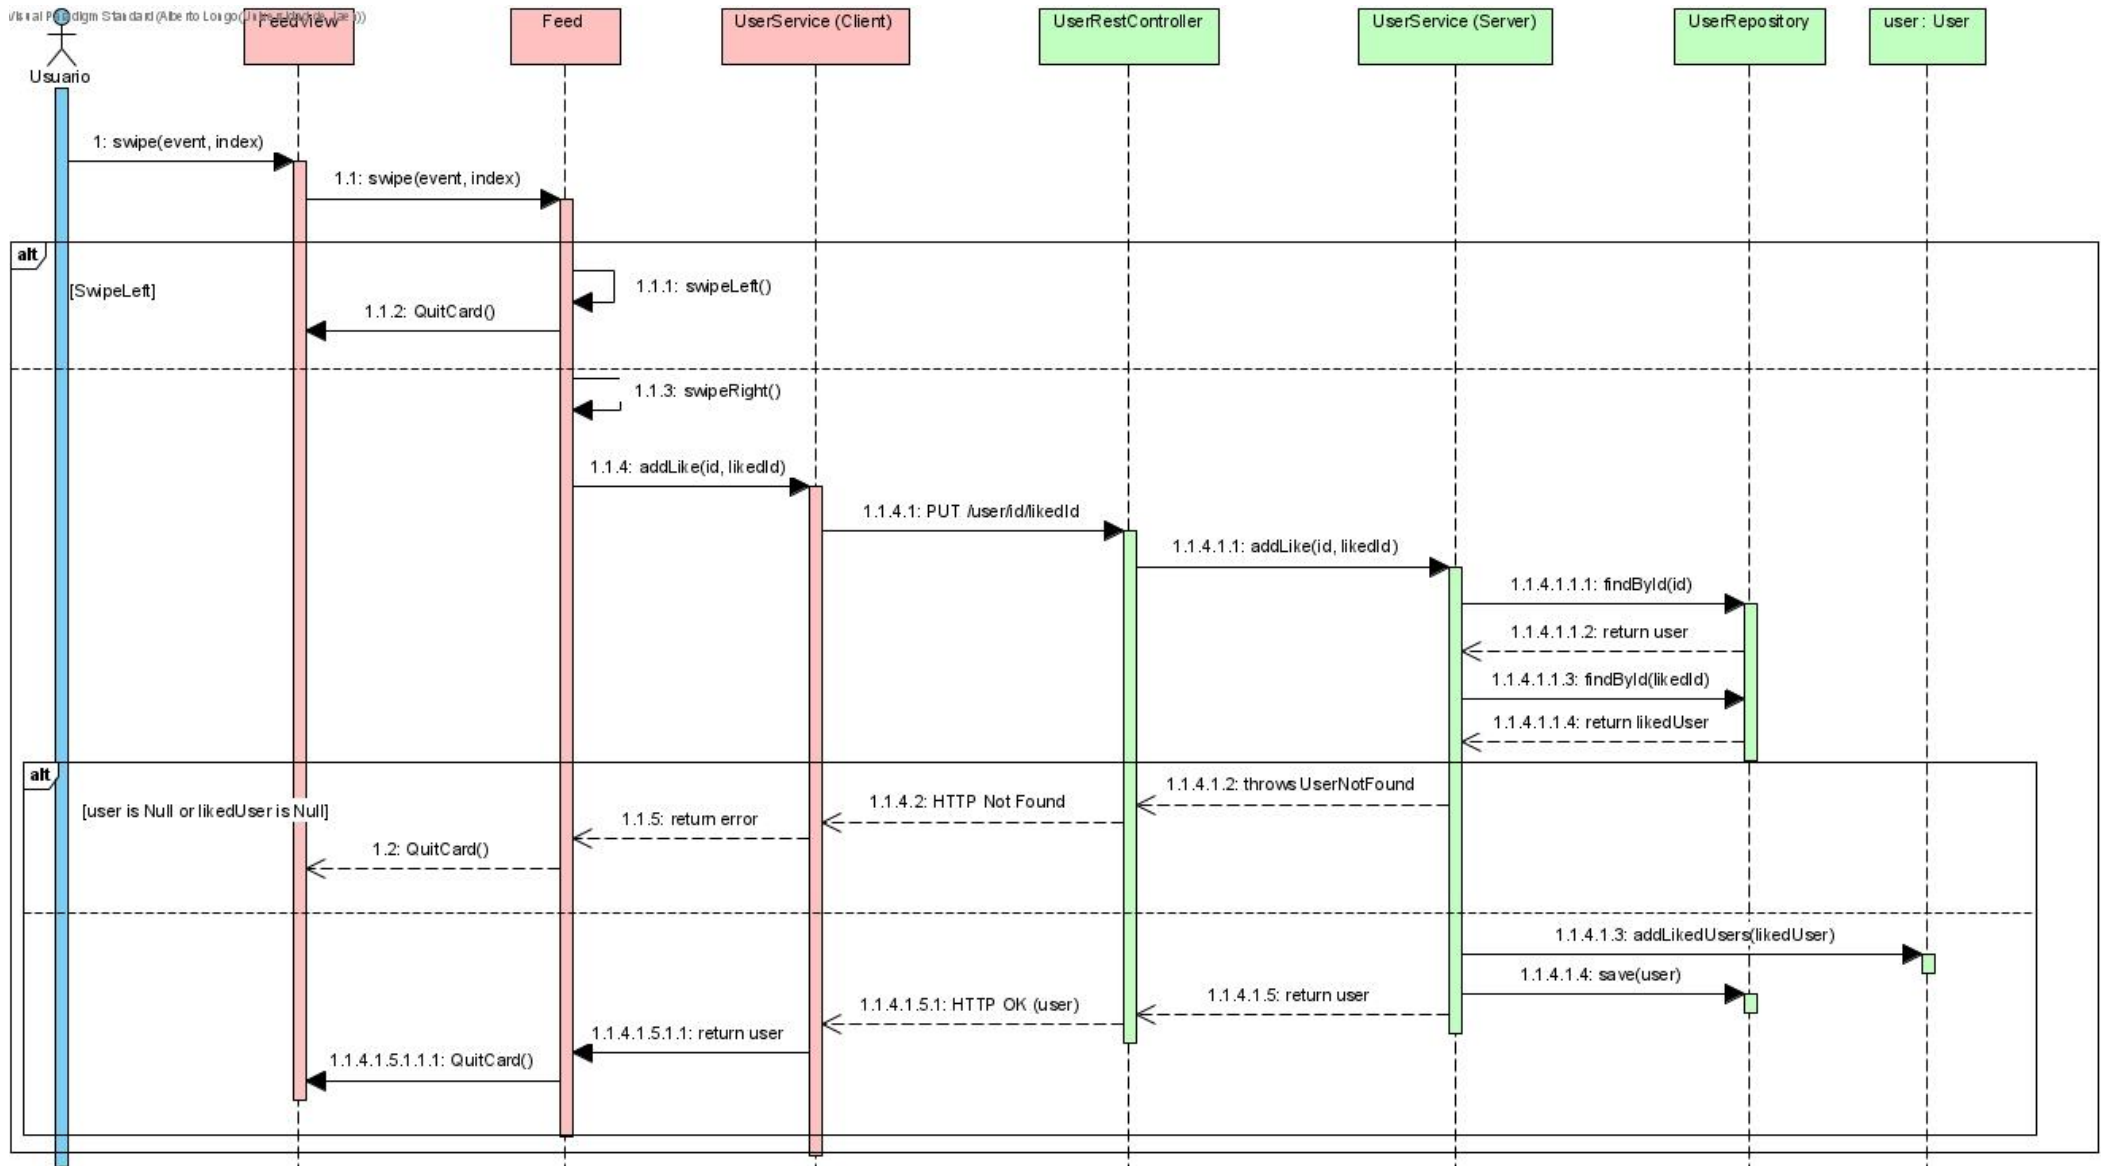 Visual Paradigm Standard (Alberto Longo(Universidad de Jaen))
FeedView
Feed
UserService (Client)
UserRestController
UserService (Server)
UserRepository
user : User
Usuario
1: swipe(event, index)
1.1: swipe(event, index)
alt
[SwipeLeft]
1.1.1: swipeLeft()
1.1.2: QuitCard()
1.1.3: swipeRight()
1.1.4: addLike(id, likedId)
1.1.4.1: PUT /user/id/likedId
1.1.4.1.1: addLike(id, likedId)
1.1.4.1.1.1: findById(id)
1.1.4.1.1.2: return user
1.1.4.1.1.3: findById(likedId)
1.1.4.1.1.4: return likedUser
alt
[user is Null or likedUser is Null]
1.1.4.1.2: throws UserNotFound
1.1.4.2: HTTP Not Found
1.1.5: return error
1.2: QuitCard()
1.1.4.1.3: addLikedUsers(likedUser)
1.1.4.1.4: save(user)
1.1.4.1.5: return user
1.1.4.1.5.1: HTTP OK (user)
1.1.4.1.5.1.1: return user
1.1.4.1.5.1.1.1: QuitCard()